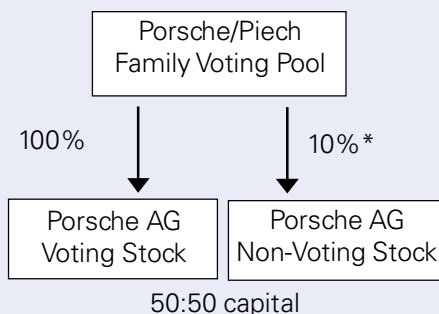 Porsche/Piech
Family Voting Pool
100%
10%*
Porsche AG
Voting Stock
Porsche AG
Non-Voting Stock
50:50 capital